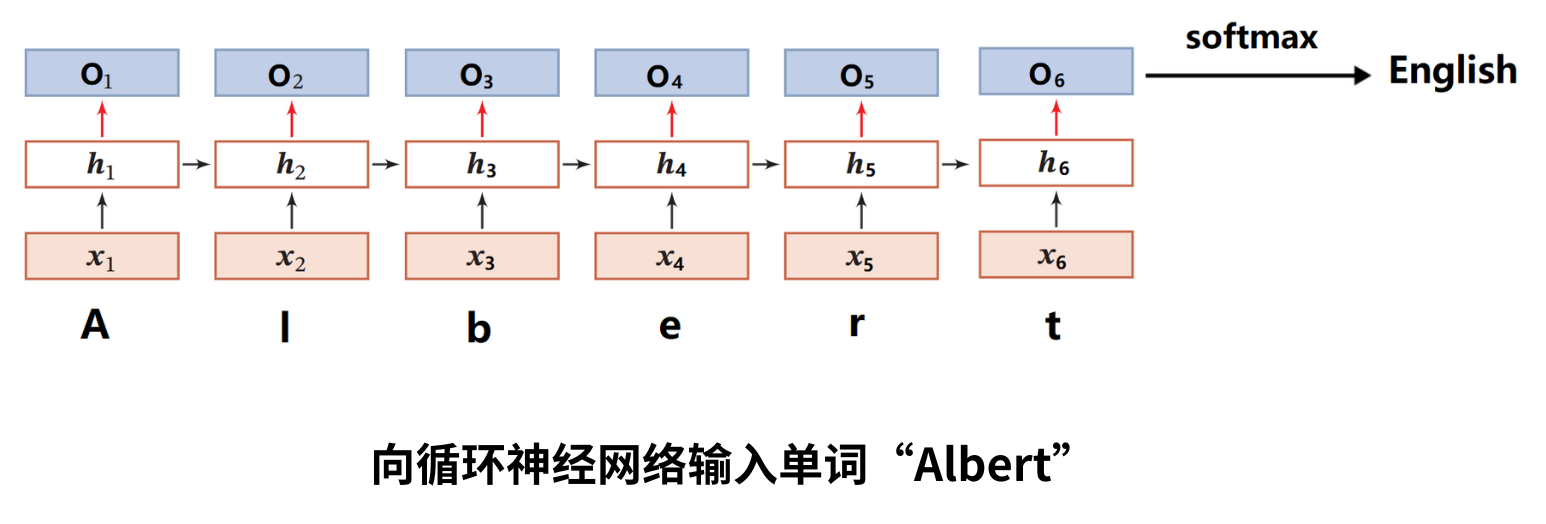 softmax
O₁ O₂ O₃ O₄ O₅ O₆ English
h₁ h₂ h₃ h₄ h₅ h₆
x₁ x₂ x₃ x₄ x₅ x₆
A l b e r t
向循环神经网络输入单词“Albert”